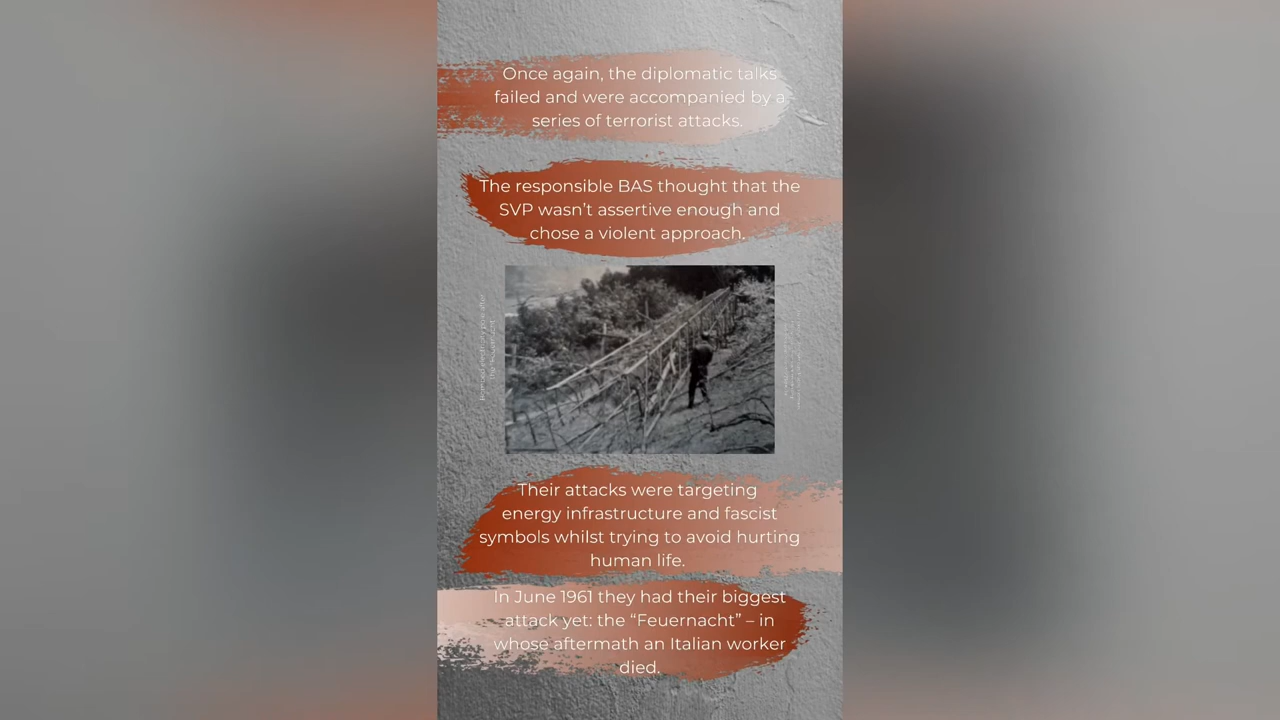 Once again, the diplomatic talks
failed and were accompanied by a
series of terrorist attacks.
The responsible BAS thought that the
SVP wasn't assertive enough and
chose a violent approach.
Their attacks were targeting
energy infrastructure and fascist
symbols whilst trying to avoid hurting
human life.
In June 1961 they had their biggest
attack yet: the “Feuernacht” – in
whose aftermath an Italian worker
died.